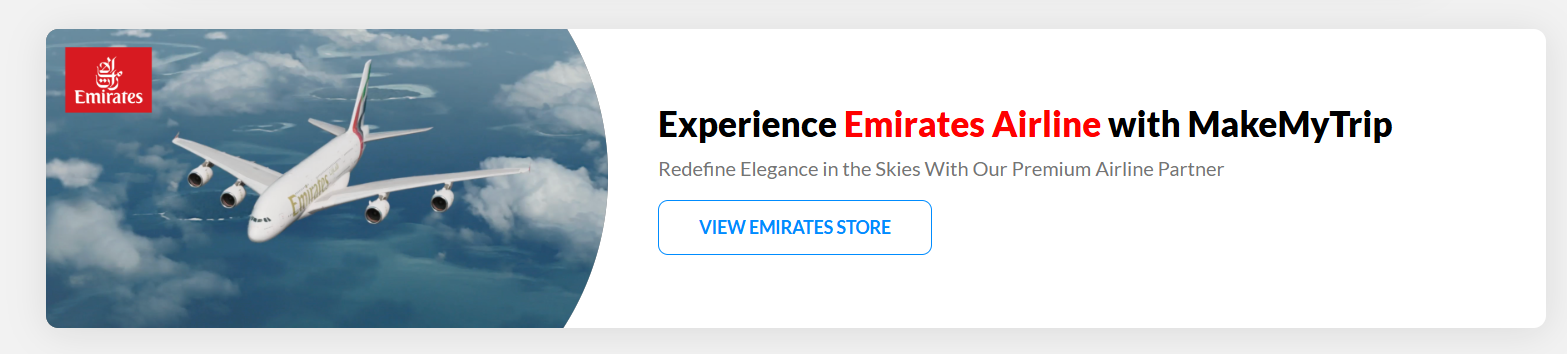 Emirates
Emirates
Experience Emirates Airline with MakeMyTrip
Redefine Elegance in the Skies With Our Premium Airline Partner
VIEW EMIRATES STORE